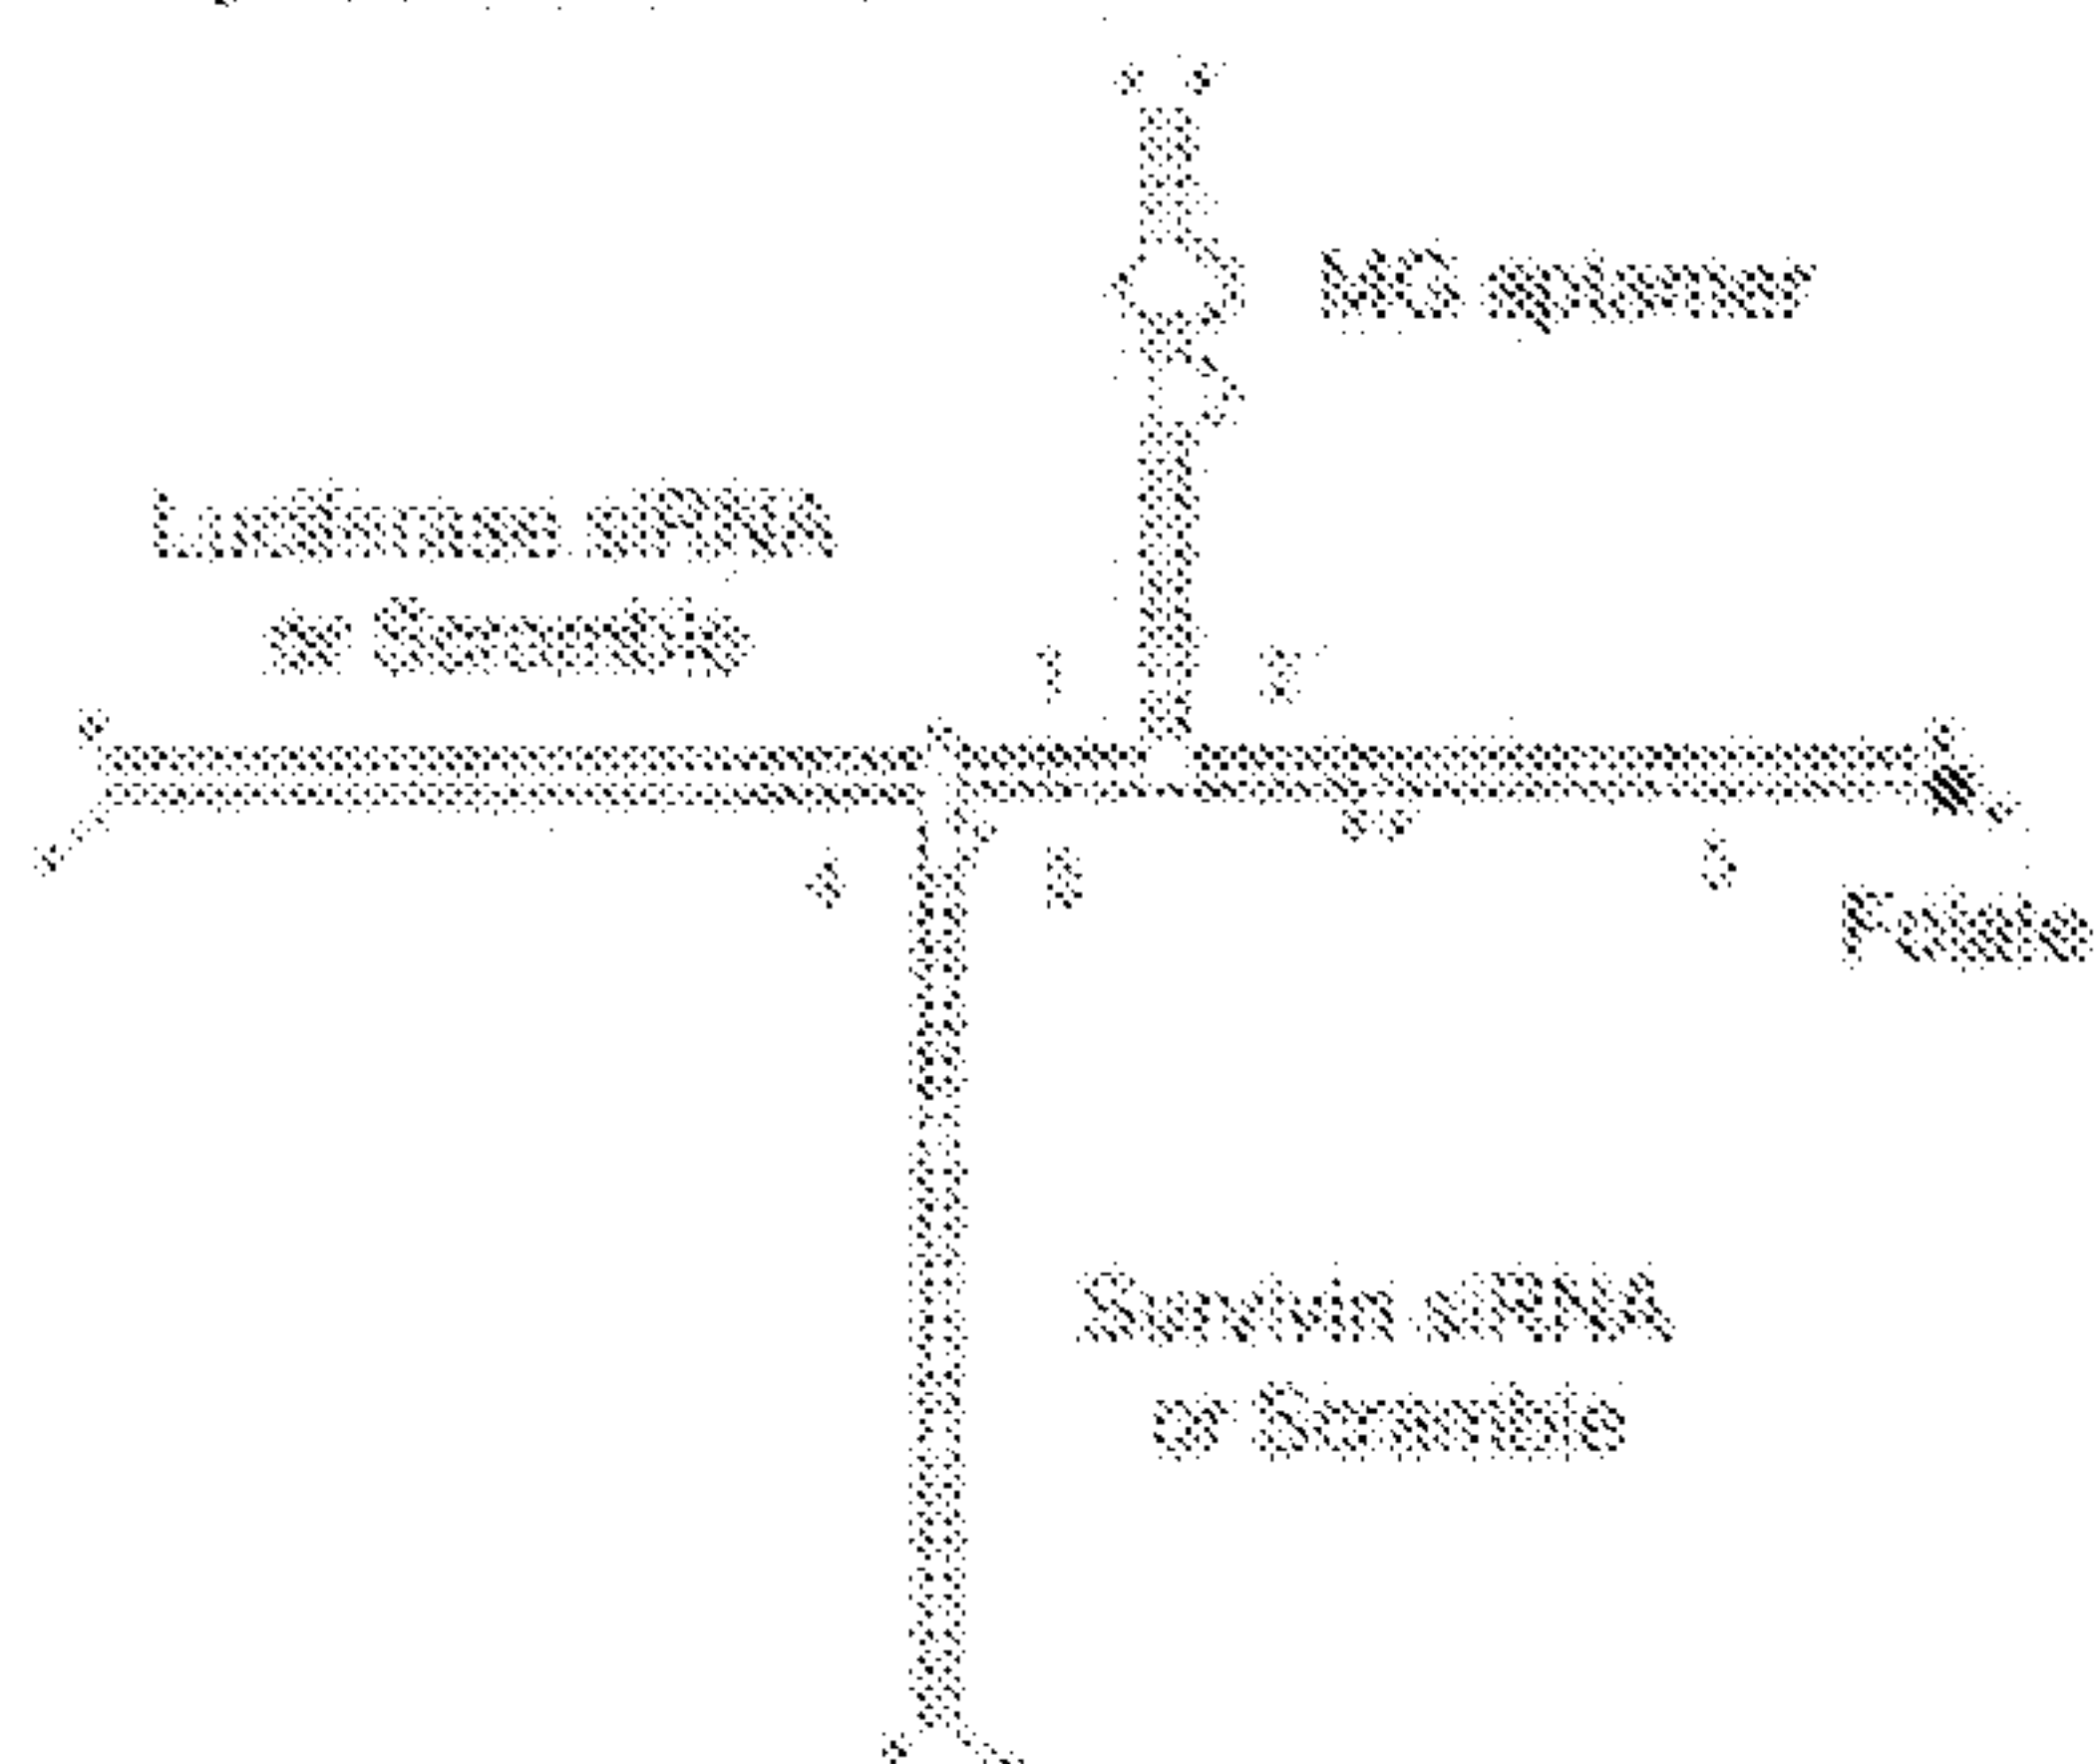 MG aptamer
Luciferase siRNA
or Scramble
Folate
Survivin siRNA
or Scramble